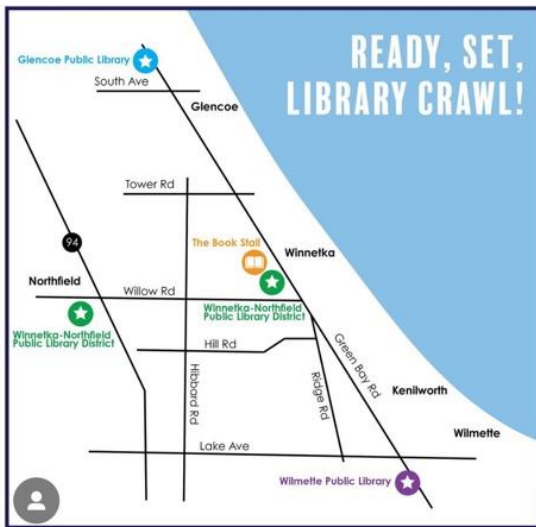 READY, SET,
LIBRARY CRAWL!
Glencoe Public Library
South Ave
Glencoe
Tower Rd
94
The Book Stall
Winnetka
Northfield
Willow Rd
Winnetka-Northfield
Public Library District
Winnetka-Northfield
Public Library District
Hill Rd
Hibbard Rd
Ridge Rd
Green Bay Rd
Kenilworth
Lake Ave
Wilmette
Wilmette Public Library